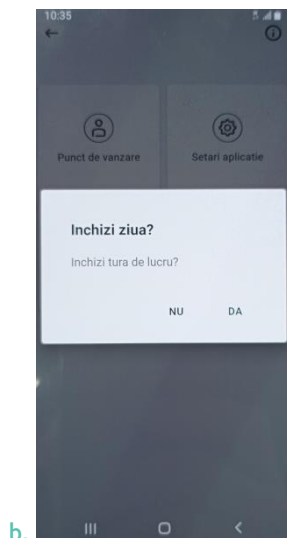 10:35
Punct de vanzare
Setari aplicatie
Inchizi ziua?
Inchizi tura de lucru?
NU
DA
b.